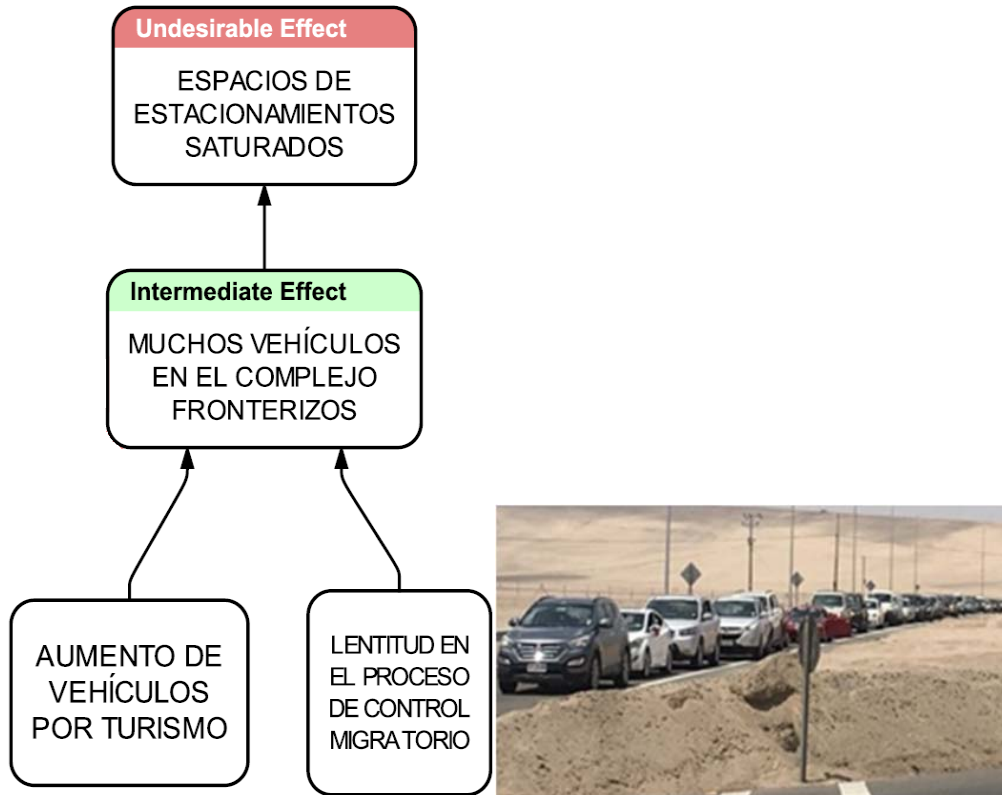 Undesirable Effect
ESPACIOS DE
ESTACIONAMIENTOS
SATURADOS
Intermediate Effect
MUCHOS VEHÍCULOS
EN EL COMPLEJO
FRONTERIZOS
AUMENTO DE
VEHÍCULOS
POR TURISMO
LENTITUD EN
EL PROCESO
DE CONTROL
MIGRATORIO